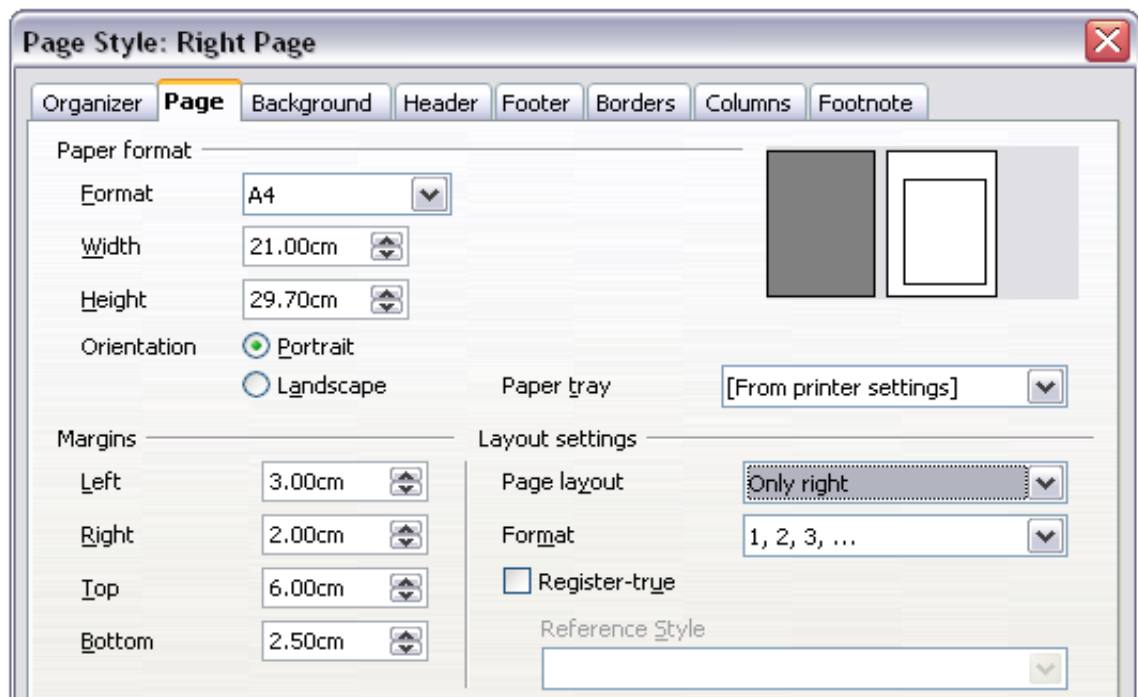 Page Style: Right Page
Organizer Page Background Header Footer Borders Columns Footnote
Paper format
Format A4
Width 21.00cm
Height 29.70cm
Orientation Portrait
Landscape Paper tray [From printer settings]
Margins Layout settings
Left 3.00cm Page layout Only right
Right 2.00cm Format 1, 2, 3, ...
Top 6.00cm Register-true
Bottom 2.50cm Reference Style